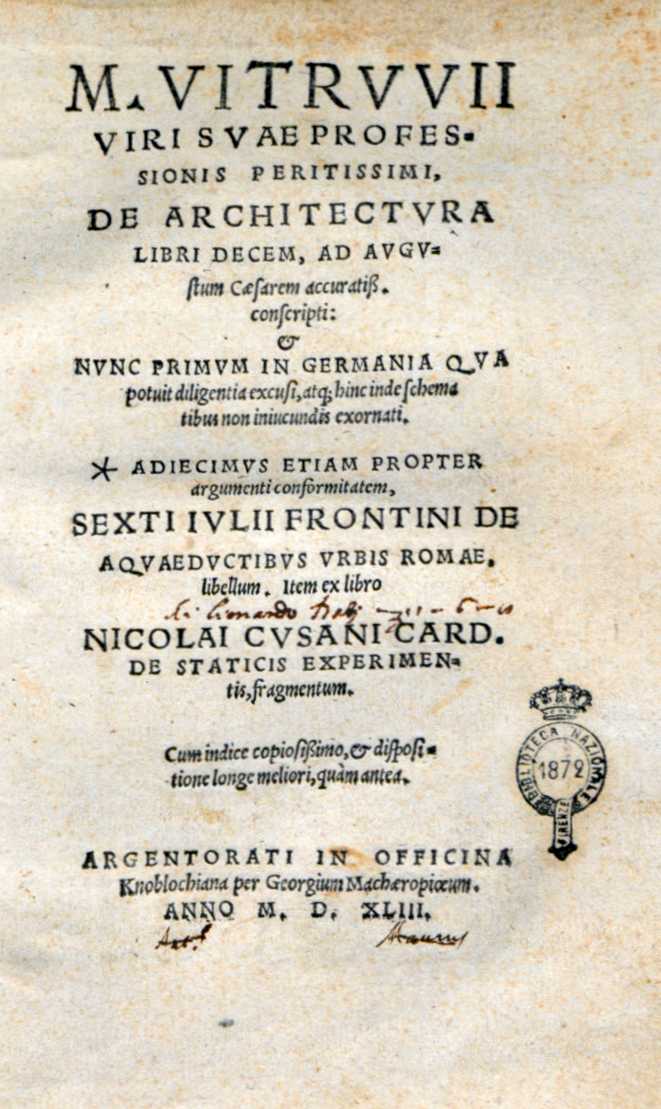 M. VITRVVII
VIRI SVAE PROFES-
SIONIS PERITISSIMI,
DE ARCHITECTVRA
LIBRI DECEM, AD AVGV-
ſtum Cæſarem accuratiß.
conſcripti:
&
NVNC PRIMVM IN GERMANIA QVA
potuit diligentia excuſi, atq; hinc inde ſchema
tibus non iniucundis exornati.
* ADIECIMVS ETIAM PROPTER
argumenti conformitatem,
SEXTI IVLII FRONTINI DE
AQVAEDVCTIBVS VRBIS ROMAE,
libellum. Item ex libro
NICOLAI CVSANI CARD.
DE STATICIS EXPERIMEN-
tis, fragmentum.
Cum indice copioſißimo, & diſpoſi-
tione longe meliori, quàm antea.
BIBLIOTECA NAZIONALE
1872
FIRENZE
ARGENTORATI IN OFFICINA
Knoblochiana per Georgium Machæropiœum.
ANNO M. D. XLIII.